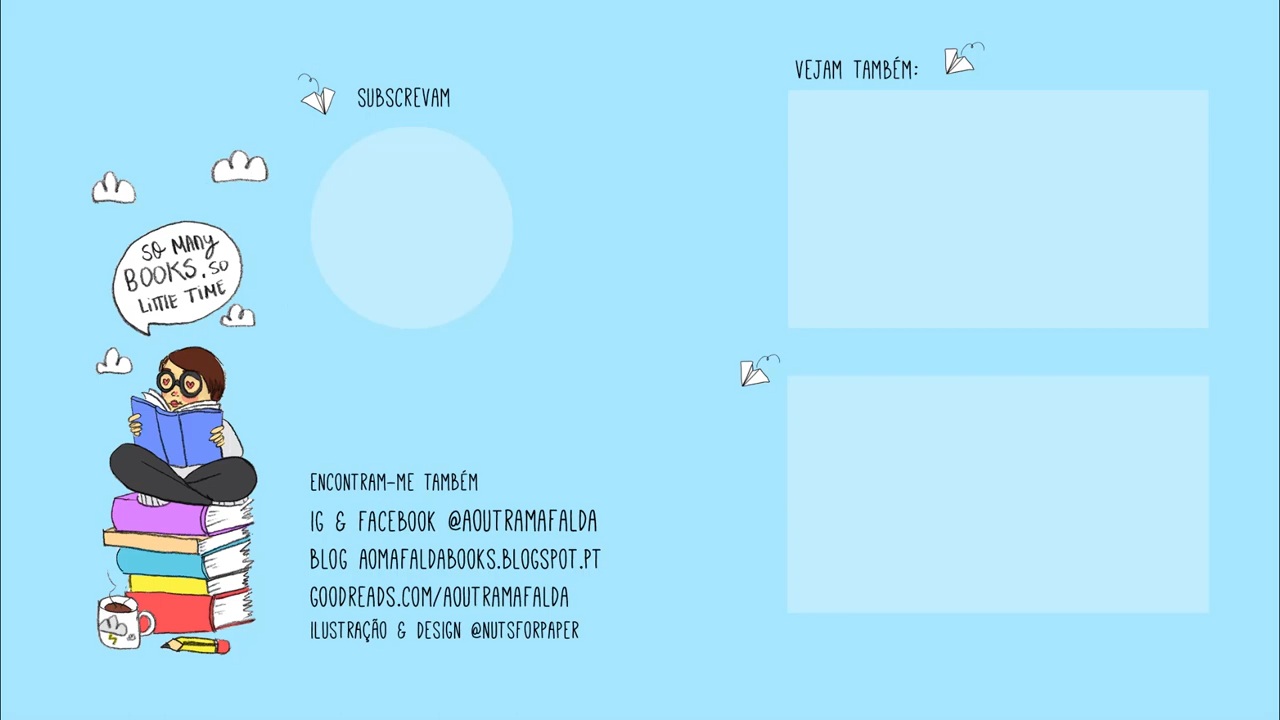 SUBSCREVAM
VEJAM TAMBÉM:
SO MANY
BOOKS, SO
LITTLE TIME
ENCONTRAM-ME TAMBÉM
IG & FACEBOOK @AOUTRAMAFALDA
BLOG AOMAFALDABOOKS.BLOGSPOT.PT
GOODREADS.COM/AOUTRAMAFALDA
ILUSTRAÇÃO & DESIGN @NUTSFORPAPER